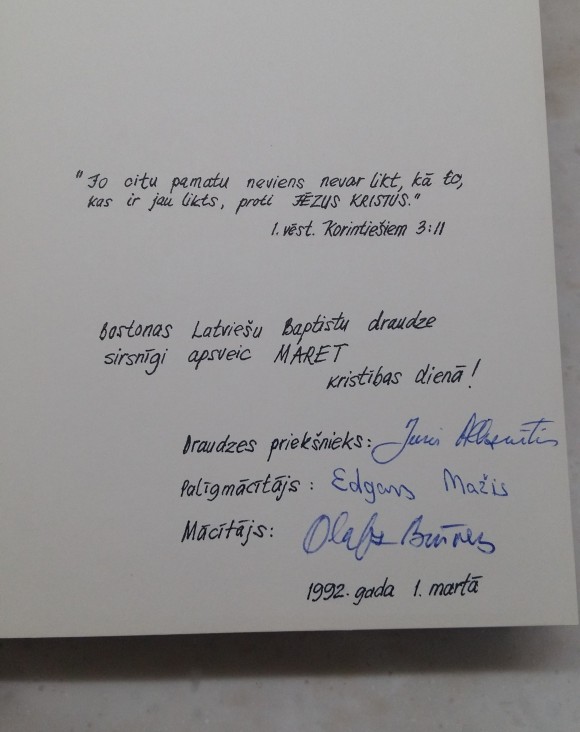 "Jo citu pamatu neviens nevar likt, kā to,
kas ir jau likts, proti JĒZUS KRISTUS."
1. vēst. Korintiešiem 3:11
Bostonas Latviešu Baptistu draudze
sirsnīgi apsveic MARET
kristības dienā!
Draudzes priekšnieks: Juris
Palīgmācītājs: Edgars Mažis
Mācītājs: Olafs
1992. gada 1. martā